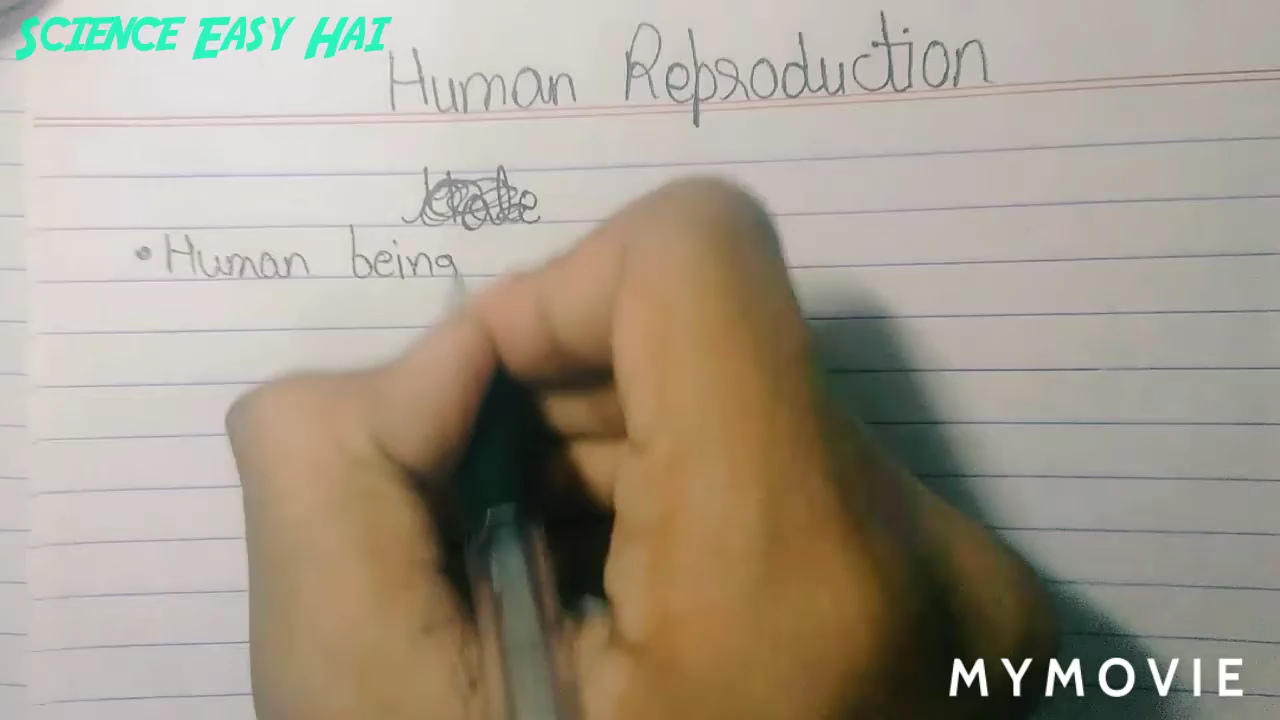 SCIENCE EASY HAI
Human Reproduction
• Human being
MYMOVIE